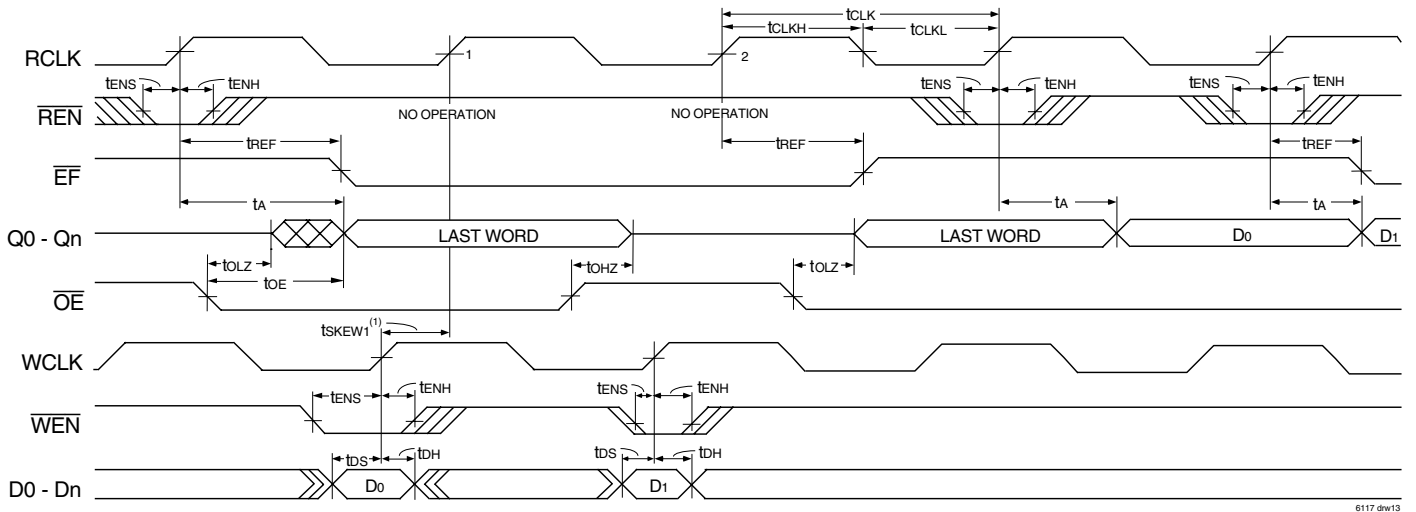 tCLK
tCLKH tCLKL
RCLK 1 2
tENS tENH tENS tENH tENS tENH
REN NO OPERATION NO OPERATION
tREF tREF tREF
EF
tA tA tA
Q0 - Qn LAST WORD LAST WORD D0 D1
tOLZ tOHZ tOLZ
tOE
OE
tSKEW1(1)
WCLK
tENS tENH tENS tENH
WEN
tDS tDH tDS tDH
D0 - Dn D0 D1
6117 drw13